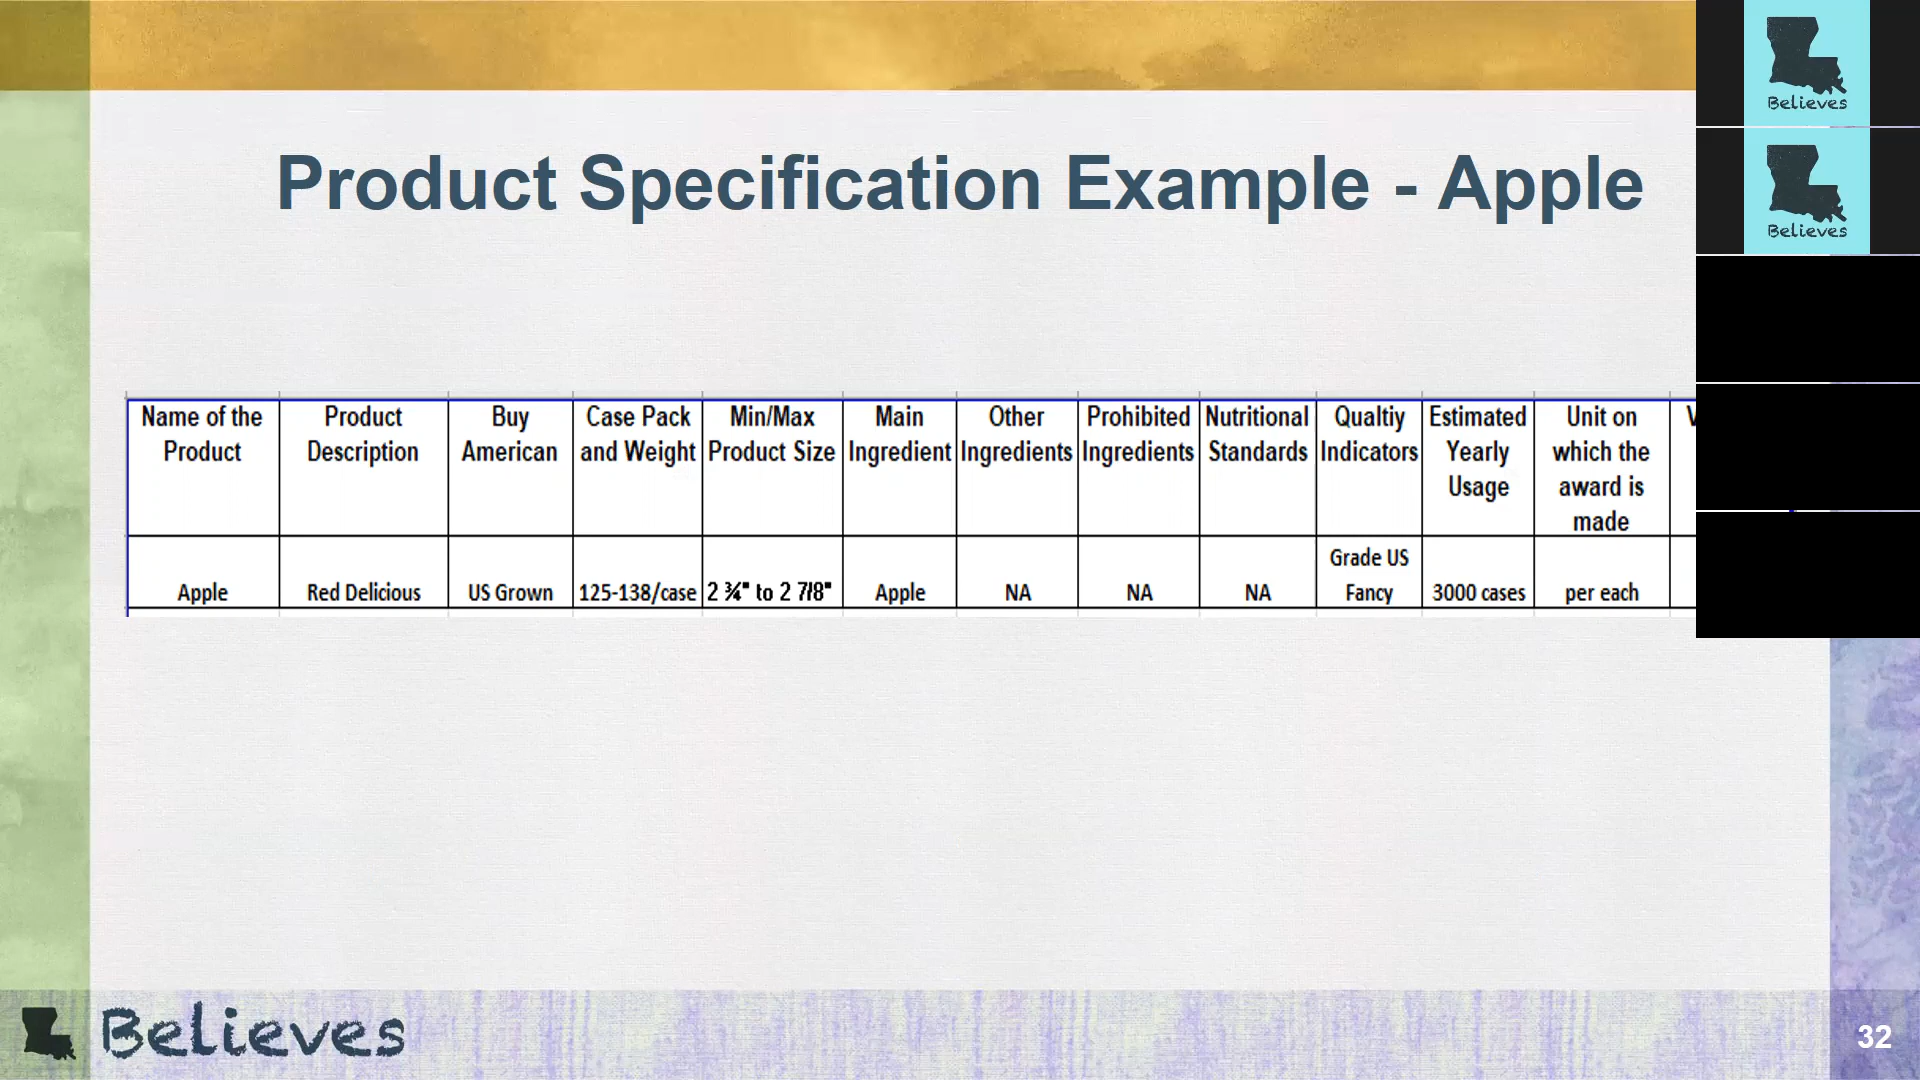 Believes
Believes
Product Specification Example - Apple
Name of the Product | Product Description | Buy American | Case Pack and Weight | Min/Max Product Size | Main Ingredient | Other Ingredients | Prohibited Ingredients | Nutritional Standards | Qualtiy Indicators | Estimated Yearly Usage | Unit on which the award is made
Apple | Red Delicious | US Grown | 125-138/case | 2 ¾" to 2 7/8" | Apple | NA | NA | NA | Grade US Fancy | 3000 cases | per each
Believes
32